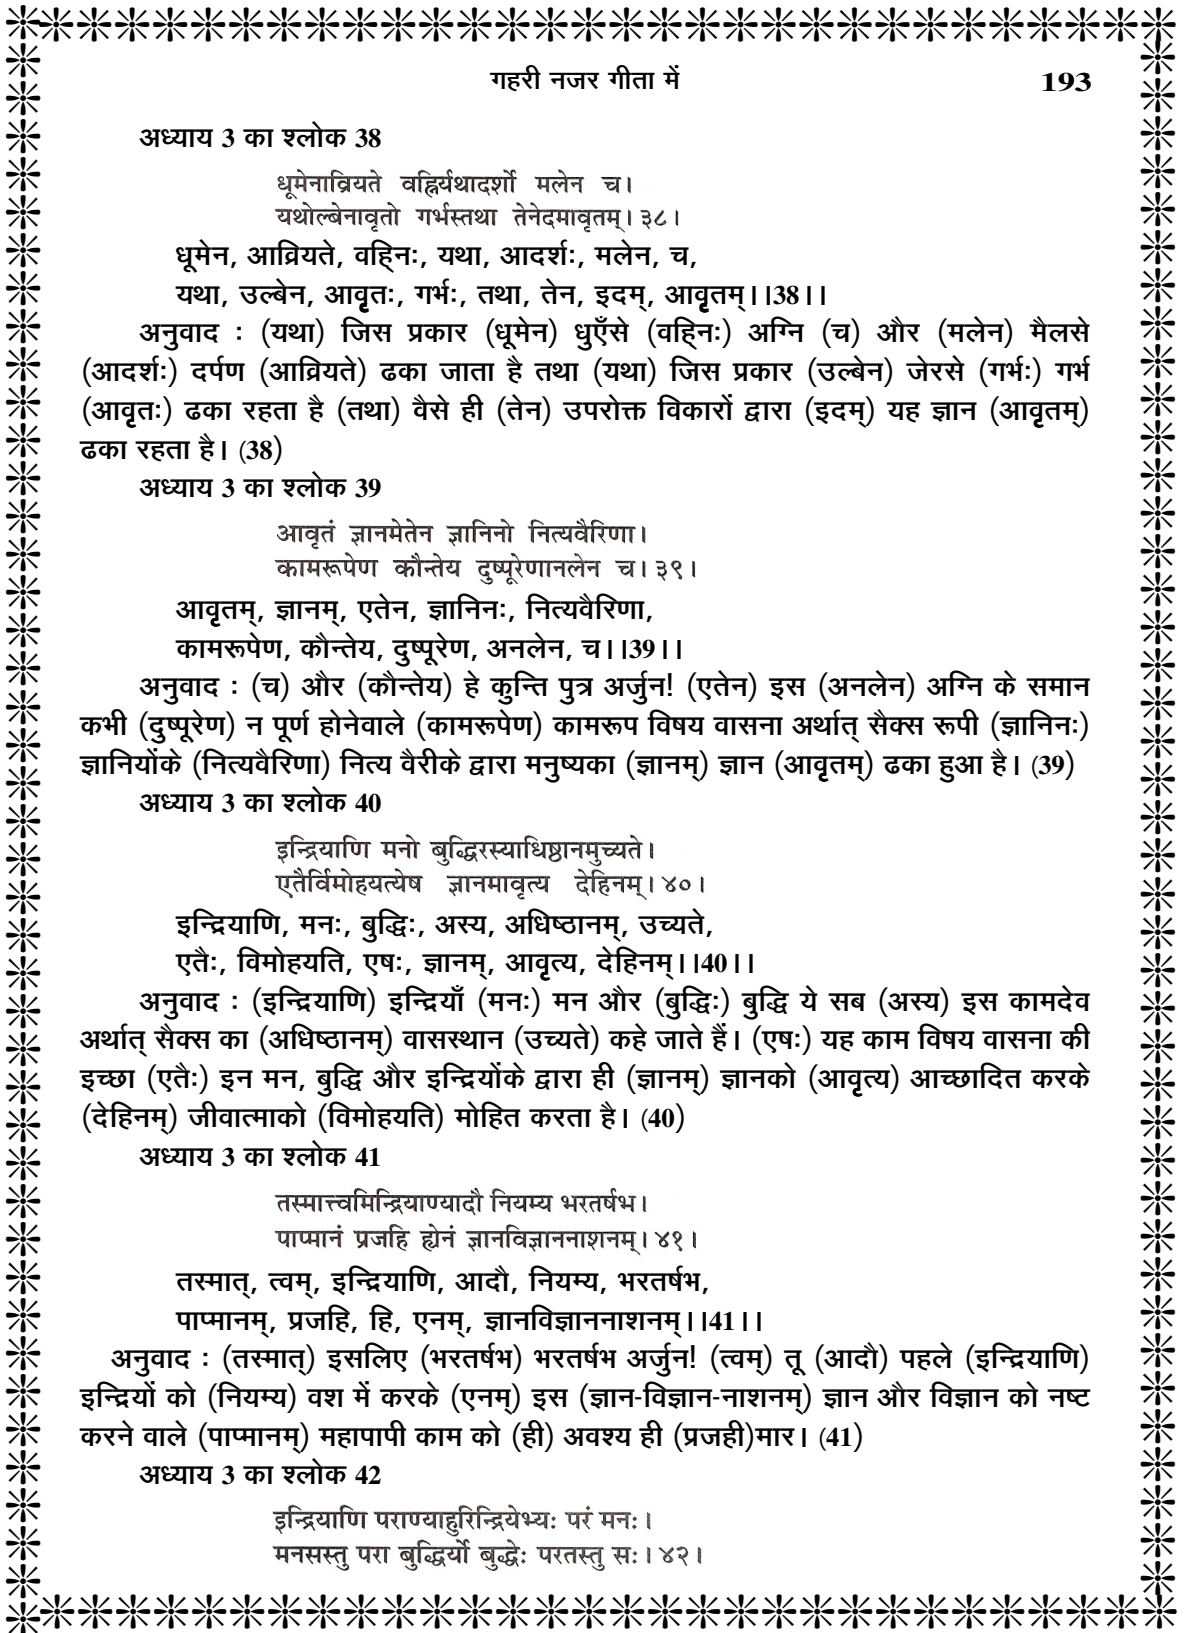 गहरी नजर गीता में 193
अध्याय 3 का श्लोक 38
धूमेनाव्रियते वह्निर्यथादर्शो मलेन च।
यथोल्बेनावृतो गर्भस्तथा तेनेदमावृतम्।३८।
धूमेन, आव्रियते, वह्निः, यथा, आदर्शः, मलेन, च,
यथा, उल्बेन, आवृतः, गर्भः, तथा, तेन, इदम्, आवृतम्।।38।।
अनुवाद : (यथा) जिस प्रकार (धूमेन) धुएँसे (वह्निः) अग्नि (च) और (मलेन) मैलसे
(आदर्शः) दर्पण (आव्रियते) ढका जाता है तथा (यथा) जिस प्रकार (उल्बेन) जेरसे (गर्भः) गर्भ
(आवृतः) ढका रहता है (तथा) वैसे ही (तेन) उपरोक्त विकारों द्वारा (इदम्) यह ज्ञान (आवृतम्)
ढका रहता है। (38)
अध्याय 3 का श्लोक 39
आवृतं ज्ञानमेतेन ज्ञानिनो नित्यवैरिणा।
कामरूपेण कौन्तेय दुष्पूरेणानलेन च।३९।
आवृतम्, ज्ञानम्, एतेन, ज्ञानिनः, नित्यवैरिणा,
कामरूपेण, कौन्तेय, दुष्पूरेण, अनलेन, च।।39।।
अनुवाद : (च) और (कौन्तेय) हे कुन्ति पुत्र अर्जुन! (एतेन) इस (अनलेन) अग्नि के समान
कभी (दुष्पूरेण) न पूर्ण होनेवाले (कामरूपेण) कामरूप विषय वासना अर्थात् सैक्स रूपी (ज्ञानिनः)
ज्ञानियोंके (नित्यवैरिणा) नित्य वैरीके द्वारा मनुष्यका (ज्ञानम्) ज्ञान (आवृतम्) ढका हुआ है। (39)
अध्याय 3 का श्लोक 40
इन्द्रियाणि मनो बुद्धिरस्याधिष्ठानमुच्यते।
एतैर्विमोहयत्येष ज्ञानमावृत्य देहिनम्।४०।
इन्द्रियाणि, मनः, बुद्धिः, अस्य, अधिष्ठानम्, उच्यते,
एतैः, विमोहयति, एषः, ज्ञानम्, आवृत्य, देहिनम्।।40।।
अनुवाद : (इन्द्रियाणि) इन्द्रियाँ (मनः) मन और (बुद्धिः) बुद्धि ये सब (अस्य) इस कामदेव
अर्थात् सैक्स का (अधिष्ठानम्) वासस्थान (उच्यते) कहे जाते हैं। (एषः) यह काम विषय वासना की
इच्छा (एतैः) इन मन, बुद्धि और इन्द्रियोंके द्वारा ही (ज्ञानम्) ज्ञानको (आवृत्य) आच्छादित करके
(देहिनम्) जीवात्माको (विमोहयति) मोहित करता है। (40)
अध्याय 3 का श्लोक 41
तस्मात्त्वमिन्द्रियाण्यादौ नियम्य भरतर्षभ।
पाप्मानं प्रजहि ह्येनं ज्ञानविज्ञाननाशनम्।४१।
तस्मात्, त्वम्, इन्द्रियाणि, आदौ, नियम्य, भरतर्षभ,
पाप्मानम्, प्रजहि, हि, एनम्, ज्ञानविज्ञाननाशनम्।।41।।
अनुवाद : (तस्मात्) इसलिए (भरतर्षभ) भरतर्षभ अर्जुन! (त्वम्) तू (आदौ) पहले (इन्द्रियाणि)
इन्द्रियों को (नियम्य) वश में करके (एनम्) इस (ज्ञान-विज्ञान-नाशनम्) ज्ञान और विज्ञान को नष्ट
करने वाले (पाप्मानम्) महापापी काम को (ही) अवश्य ही (प्रजही)मार। (41)
अध्याय 3 का श्लोक 42
इन्द्रियाणि पराण्याहुरिन्द्रियेभ्यः परं मनः।
मनसस्तु परा बुद्धिर्यो बुद्धेः परतस्तु सः।४२।